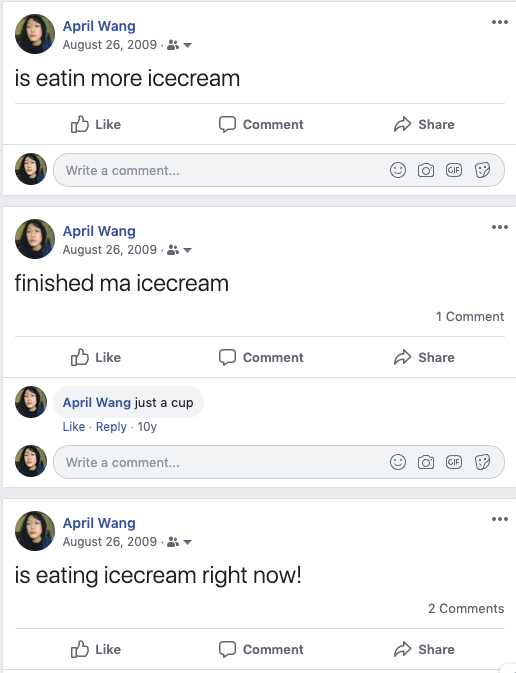 April Wang
August 26, 2009 ·
is eatin more icecream
Like Comment Share
Write a comment... GIF
April Wang
August 26, 2009 ·
finished ma icecream
1 Comment
Like Comment Share
April Wang just a cup
Like · Reply · 10y
Write a comment... GIF
April Wang
August 26, 2009 ·
is eating icecream right now!
2 Comments
Like Comment Share